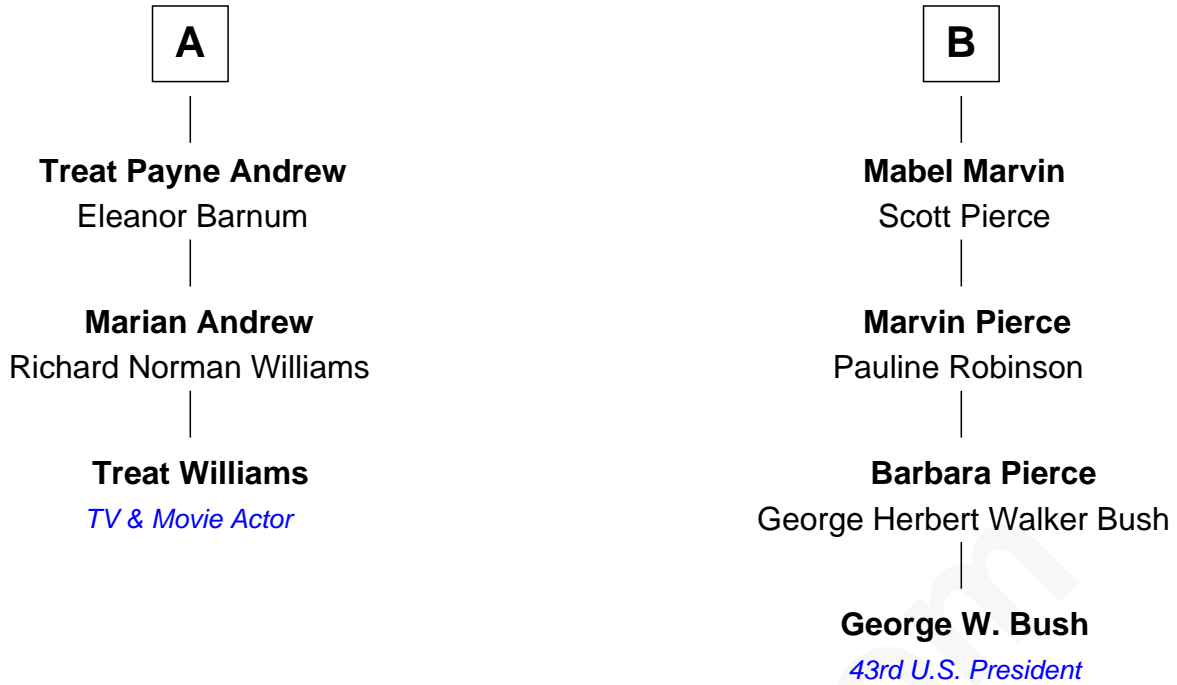 A
Treat Payne Andrew
Eleanor Barnum
Marian Andrew
Richard Norman Williams
Treat Williams
TV & Movie Actor
B
Mabel Marvin
Scott Pierce
Marvin Pierce
Pauline Robinson
Barbara Pierce
George Herbert Walker Bush
George W. Bush
43rd U.S. President